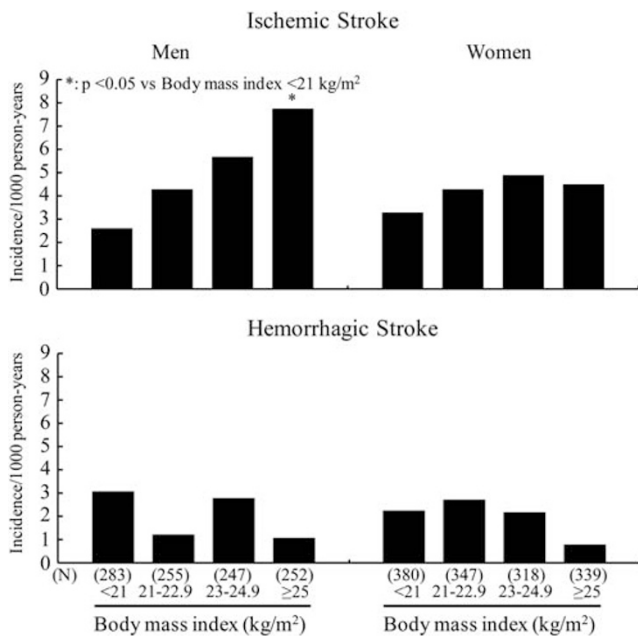 Ischemic Stroke
Men
Women
*: p <0.05 vs Body mass index <21 kg/m²
*
Incidence/1000 person-years
9
8
7
6
5
4
3
2
1
0
Hemorrhagic Stroke
Incidence/1000 person-years
9
8
7
6
5
4
3
2
1
0
(N) (283) (255) (247) (252) (380) (347) (318) (339)
<21 21-22.9 23-24.9 ≥25 <21 21-22.9 23-24.9 ≥25
Body mass index (kg/m²) Body mass index (kg/m²)